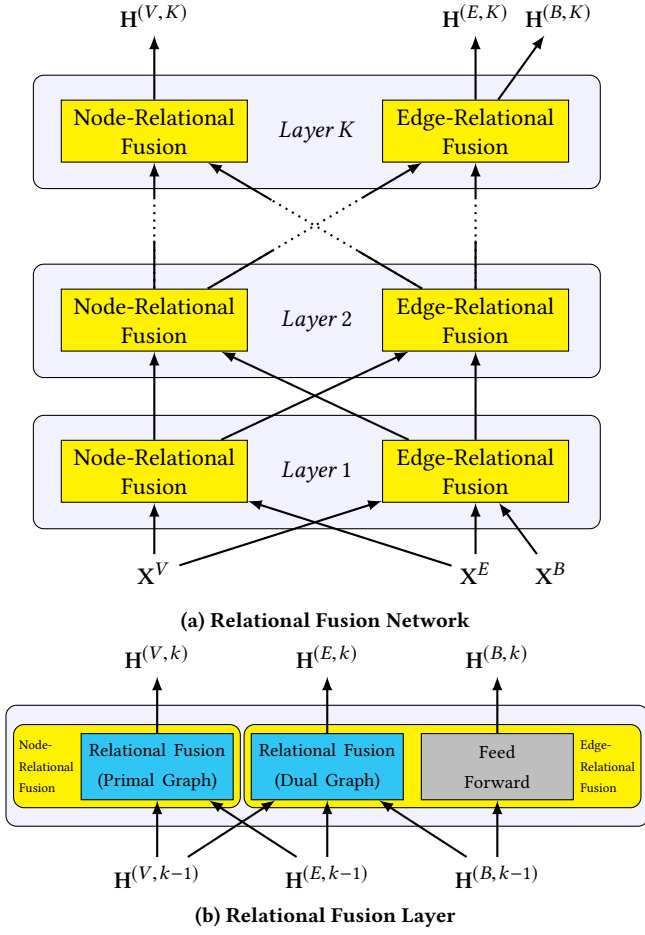 H^(V,K) H^(E,K) H^(B,K)
Node-Relational Fusion
Layer K
Edge-Relational Fusion
Node-Relational Fusion
Layer 2
Edge-Relational Fusion
Node-Relational Fusion
Layer 1
Edge-Relational Fusion
X^V X^E X^B
(a) Relational Fusion Network
H^(V,k) H^(E,k) H^(B,k)
Node-
Relational
Fusion
Relational Fusion
(Primal Graph)
Relational Fusion
(Dual Graph)
Feed
Forward
Edge-
Relational
Fusion
H^(V,k−1) H^(E,k−1) H^(B,k−1)
(b) Relational Fusion Layer